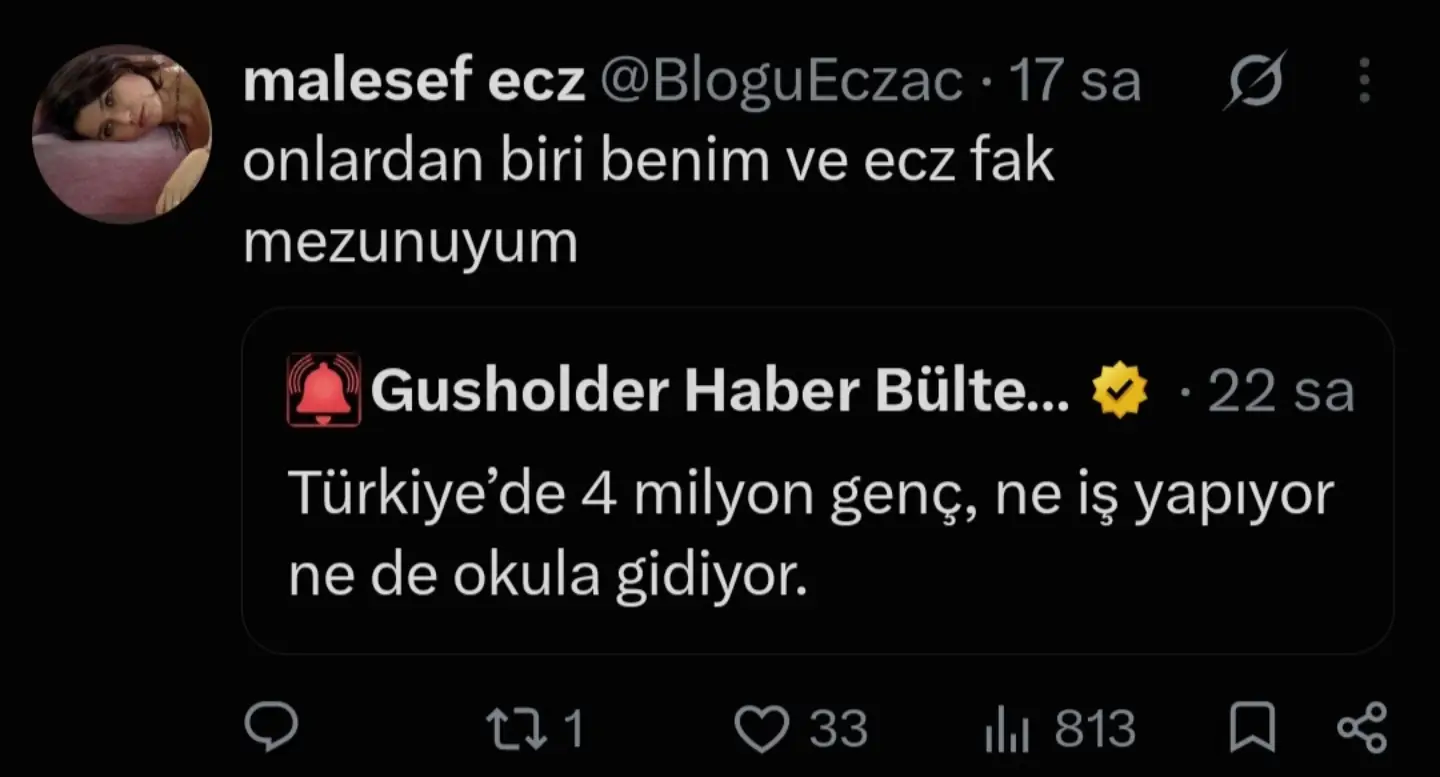 malesef ecz @BloguEczac · 17 sa
onlardan biri benim ve ecz fak
mezunuyum
Gusholder Haber Bülte... · 22 sa
Türkiye’de 4 milyon genç, ne iş yapıyor
ne de okula gidiyor.
1 33 813